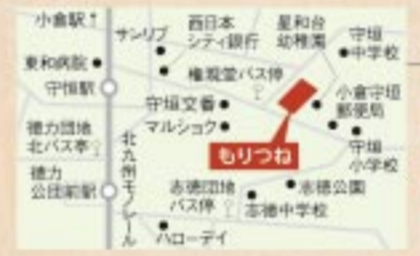 小倉駅↑
サンリブ
西日本
シティ銀行
星和台
幼稚園
守恒
中学校
東和病院
守恒駅
権現堂バス停
小倉守恒
郵便局
守恒交番
マルショク
徳力団地
北バス停
北九州モノレール
もりつね
守恒
小学校
徳力
公団前駅
志徳団地
バス停
志徳公園
志徳中学校
ハローデイ